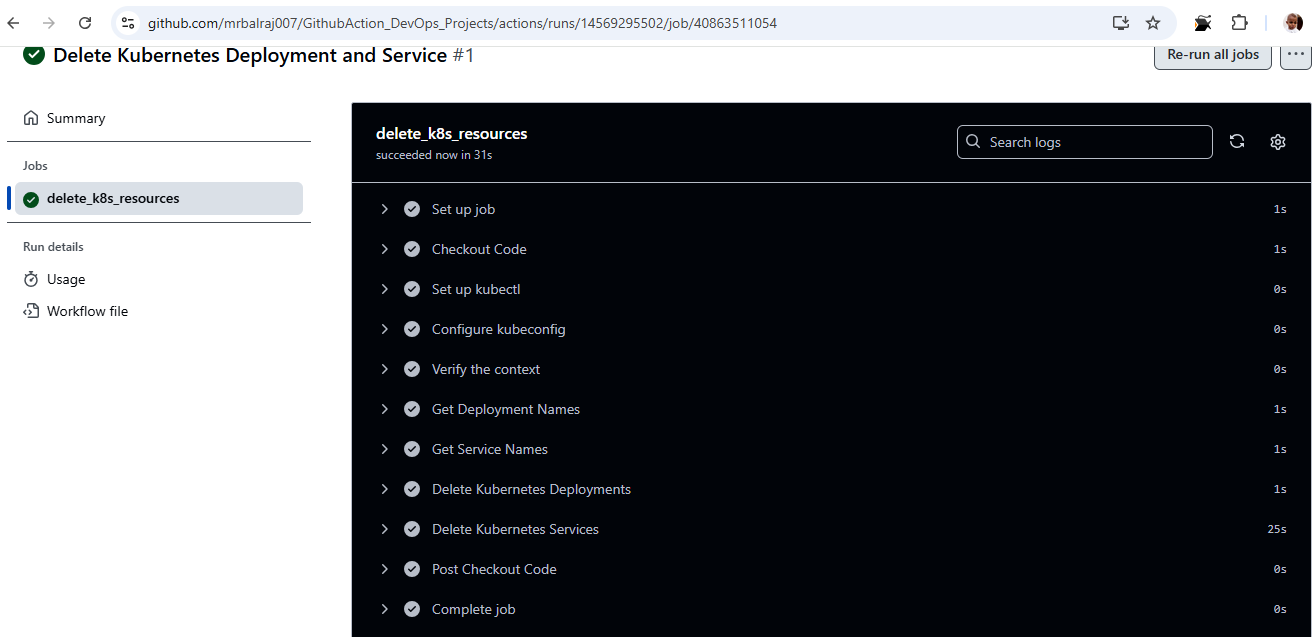 github.com/mrbalraj007/GithubAction_DevOps_Projects/actions/runs/14569295502/job/40863511054
Delete Kubernetes Deployment and Service #1
Re-run all jobs
Summary
Jobs
delete_k8s_resources
Run details
Usage
Workflow file
delete_k8s_resources
succeeded now in 31s
Search logs
Set up job 1s
Checkout Code 1s
Set up kubectl 0s
Configure kubeconfig 0s
Verify the context 0s
Get Deployment Names 1s
Get Service Names 1s
Delete Kubernetes Deployments 1s
Delete Kubernetes Services 25s
Post Checkout Code 0s
Complete job 0s